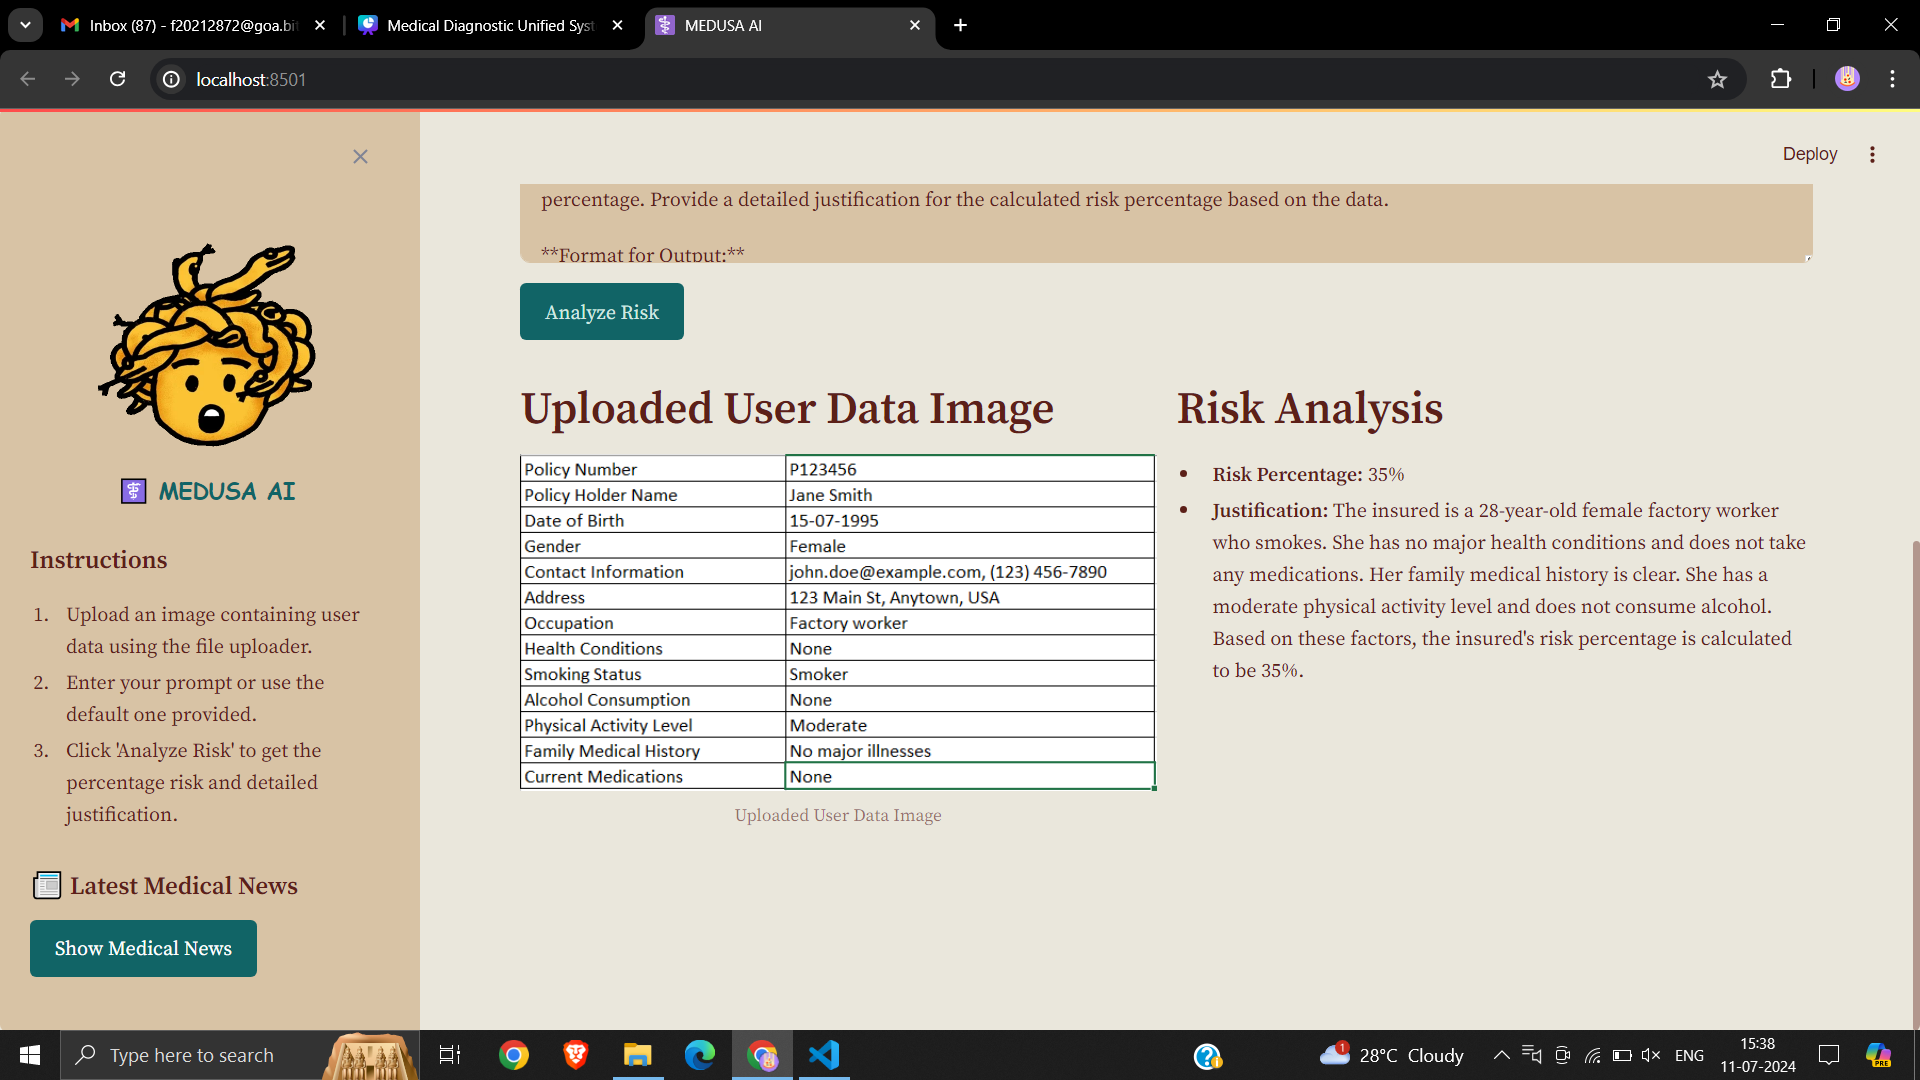 Inbox (87) - f20212872@goa.bit
Medical Diagnostic Unified Syst
MEDUSA AI
localhost:8501
Deploy
percentage. Provide a detailed justification for the calculated risk percentage based on the data.
**Format for Output:**
Analyze Risk
MEDUSA AI
Instructions
1. Upload an image containing user
data using the file uploader.
2. Enter your prompt or use the
default one provided.
3. Click 'Analyze Risk' to get the
percentage risk and detailed
justification.
Latest Medical News
Show Medical News
Uploaded User Data Image
Policy Number P123456
Policy Holder Name Jane Smith
Date of Birth 15-07-1995
Gender Female
Contact Information john.doe@example.com, (123) 456-7890
Address 123 Main St, Anytown, USA
Occupation Factory worker
Health Conditions None
Smoking Status Smoker
Alcohol Consumption None
Physical Activity Level Moderate
Family Medical History No major illnesses
Current Medications None
Uploaded User Data Image
Risk Analysis
• Risk Percentage: 35%
• Justification: The insured is a 28-year-old female factory worker
who smokes. She has no major health conditions and does not take
any medications. Her family medical history is clear. She has a
moderate physical activity level and does not consume alcohol.
Based on these factors, the insured's risk percentage is calculated
to be 35%.
Type here to search
1
28°C Cloudy
ENG
15:38
11-07-2024
PRE